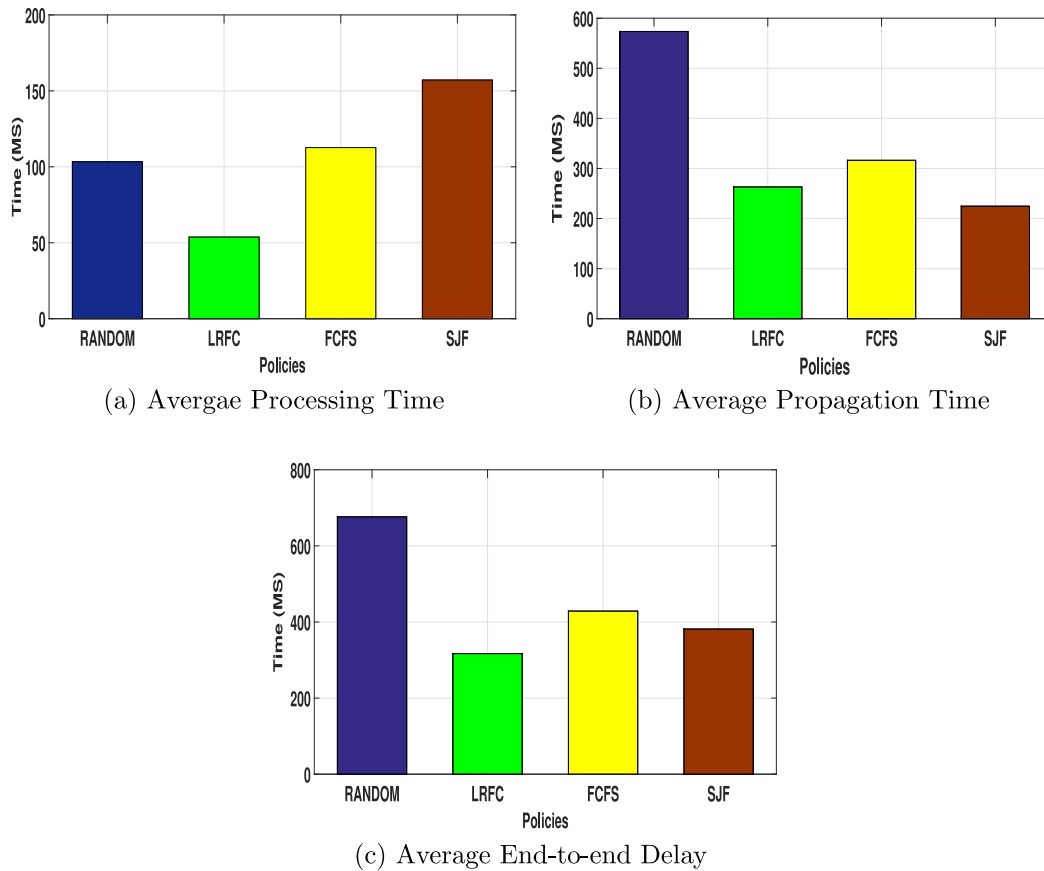 200
150
100
50
0
Time (MS)
RANDOM LRFC FCFS SJF
Policies
(a) Avergae Processing Time
600
500
400
300
200
100
0
Time (MS)
RANDOM LRFC FCFS SJF
Policies
(b) Average Propagation Time
800
600
400
200
0
Time (MS)
RANDOM LRFC FCFS SJF
Policies
(c) Average End-to-end Delay